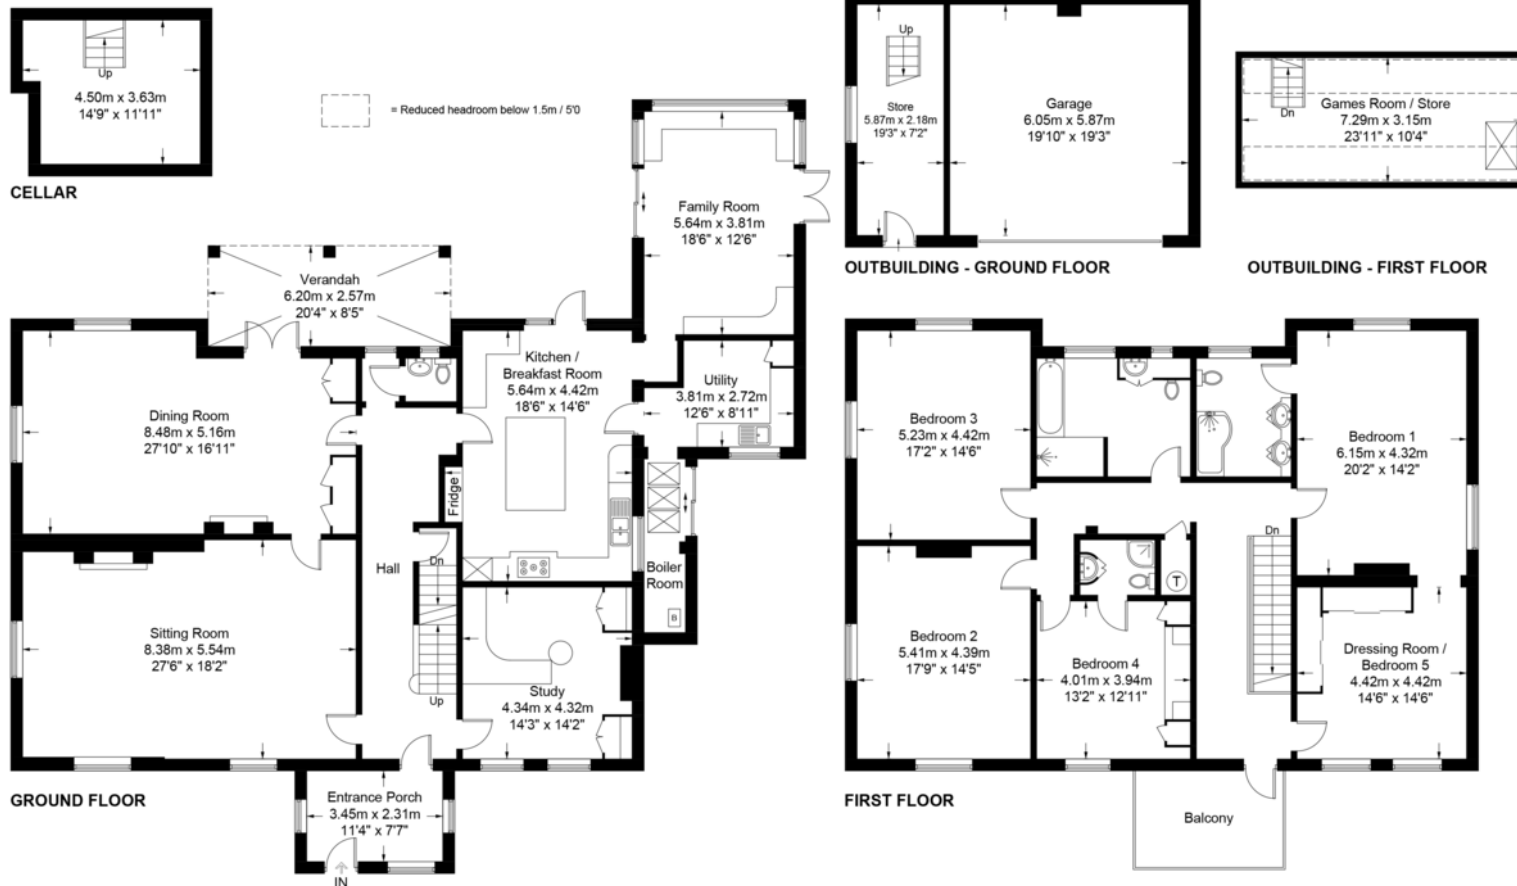 Up
4.50m x 3.63m
14'9" x 11'11"
CELLAR
= Reduced headroom below 1.5m / 5'0
Family Room
5.64m x 3.81m
18'6" x 12'6"
Up
Store
5.87m x 2.18m
19'3" x 7'2"
Garage
6.05m x 5.87m
19'10" x 19'3"
OUTBUILDING - GROUND FLOOR
Dn
Games Room / Store
7.29m x 3.15m
23'11" x 10'4"
OUTBUILDING - FIRST FLOOR
Verandah
6.20m x 2.57m
20'4" x 8'5"
Kitchen /
Breakfast Room
5.64m x 4.42m
18'6" x 14'6"
Utility
3.81m x 2.72m
12'6" x 8'11"
Dining Room
8.48m x 5.16m
27'10" x 16'11"
Fridge
Hall
Dn
Boiler
Room
B
Sitting Room
8.38m x 5.54m
27'6" x 18'2"
Up
Study
4.34m x 4.32m
14'3" x 14'2"
GROUND FLOOR
Entrance Porch
3.45m x 2.31m
11'4" x 7'7"
IN
Bedroom 3
5.23m x 4.42m
17'2" x 14'6"
Bedroom 1
6.15m x 4.32m
20'2" x 14'2"
Dn
T
Bedroom 2
5.41m x 4.39m
17'9" x 14'5"
Bedroom 4
4.01m x 3.94m
13'2" x 12'11"
Dressing Room /
Bedroom 5
4.42m x 4.42m
14'6" x 14'6"
FIRST FLOOR
Balcony